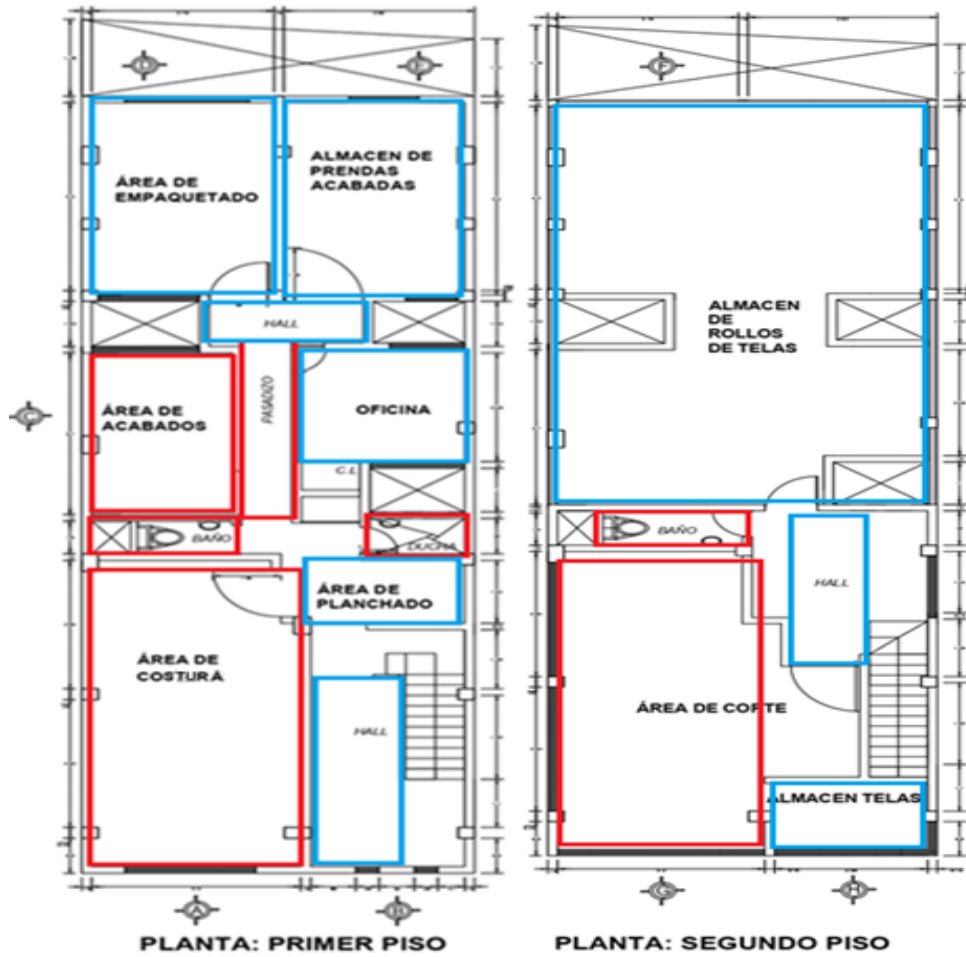 D
E
F
ÁREA DE
EMPAQUETADO
ALMACEN DE
PRENDAS
ACABADAS
HALL
ÁREA DE
ACABADOS
PASADIZO
OFICINA
C
C.L
BAÑO
DUCHA
ÁREA DE
PLANCHADO
ÁREA DE
COSTURÁ
HALL
A
B
PLANTA: PRIMER PISO
ALMACEN
DE
ROLLOS
DE TELAS
BAÑO
HALL
ÁREA DE CORTE
ALMACEN TELAS
G
H
PLANTA: SEGUNDO PISO